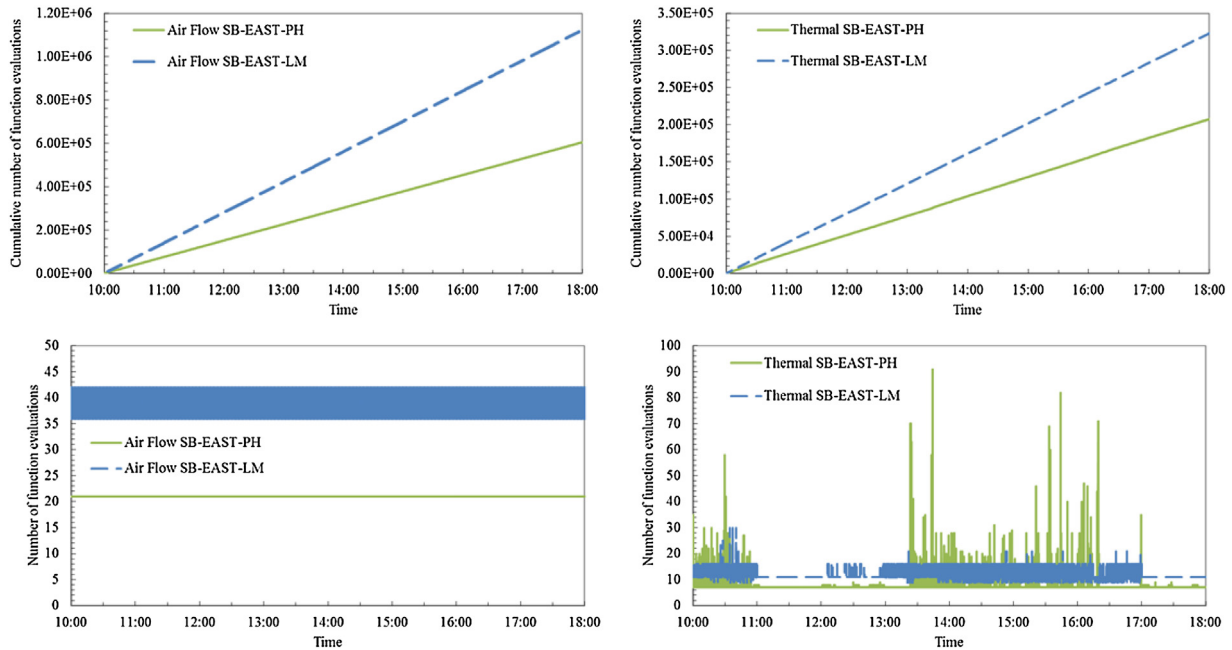 Cumulative number of function evaluations
1.20E+06
1.00E+06
8.00E+05
6.00E+05
4.00E+05
2.00E+05
0.00E+00
Air Flow SB-EAST-PH
Air Flow SB-EAST-LM
10:00 11:00 12:00 13:00 14:00 15:00 16:00 17:00 18:00
Time
Cumulative number of function evaluations
3.50E+05
3.00E+05
2.50E+05
2.00E+05
1.50E+05
1.00E+05
5.00E+04
0.00E+00
Thermal SB-EAST-PH
Thermal SB-EAST-LM
10:00 11:00 12:00 13:00 14:00 15:00 16:00 17:00 18:00
Time
Number of function evaluations
50
45
40
35
30
25
20
15
10
5
0
Air Flow SB-EAST-PH
Air Flow SB-EAST-LM
10:00 11:00 12:00 13:00 14:00 15:00 16:00 17:00 18:00
Time
Number of function evaluations
100
90
80
70
60
50
40
30
20
10
0
Thermal SB-EAST-PH
Thermal SB-EAST-LM
10:00 11:00 12:00 13:00 14:00 15:00 16:00 17:00 18:00
Time